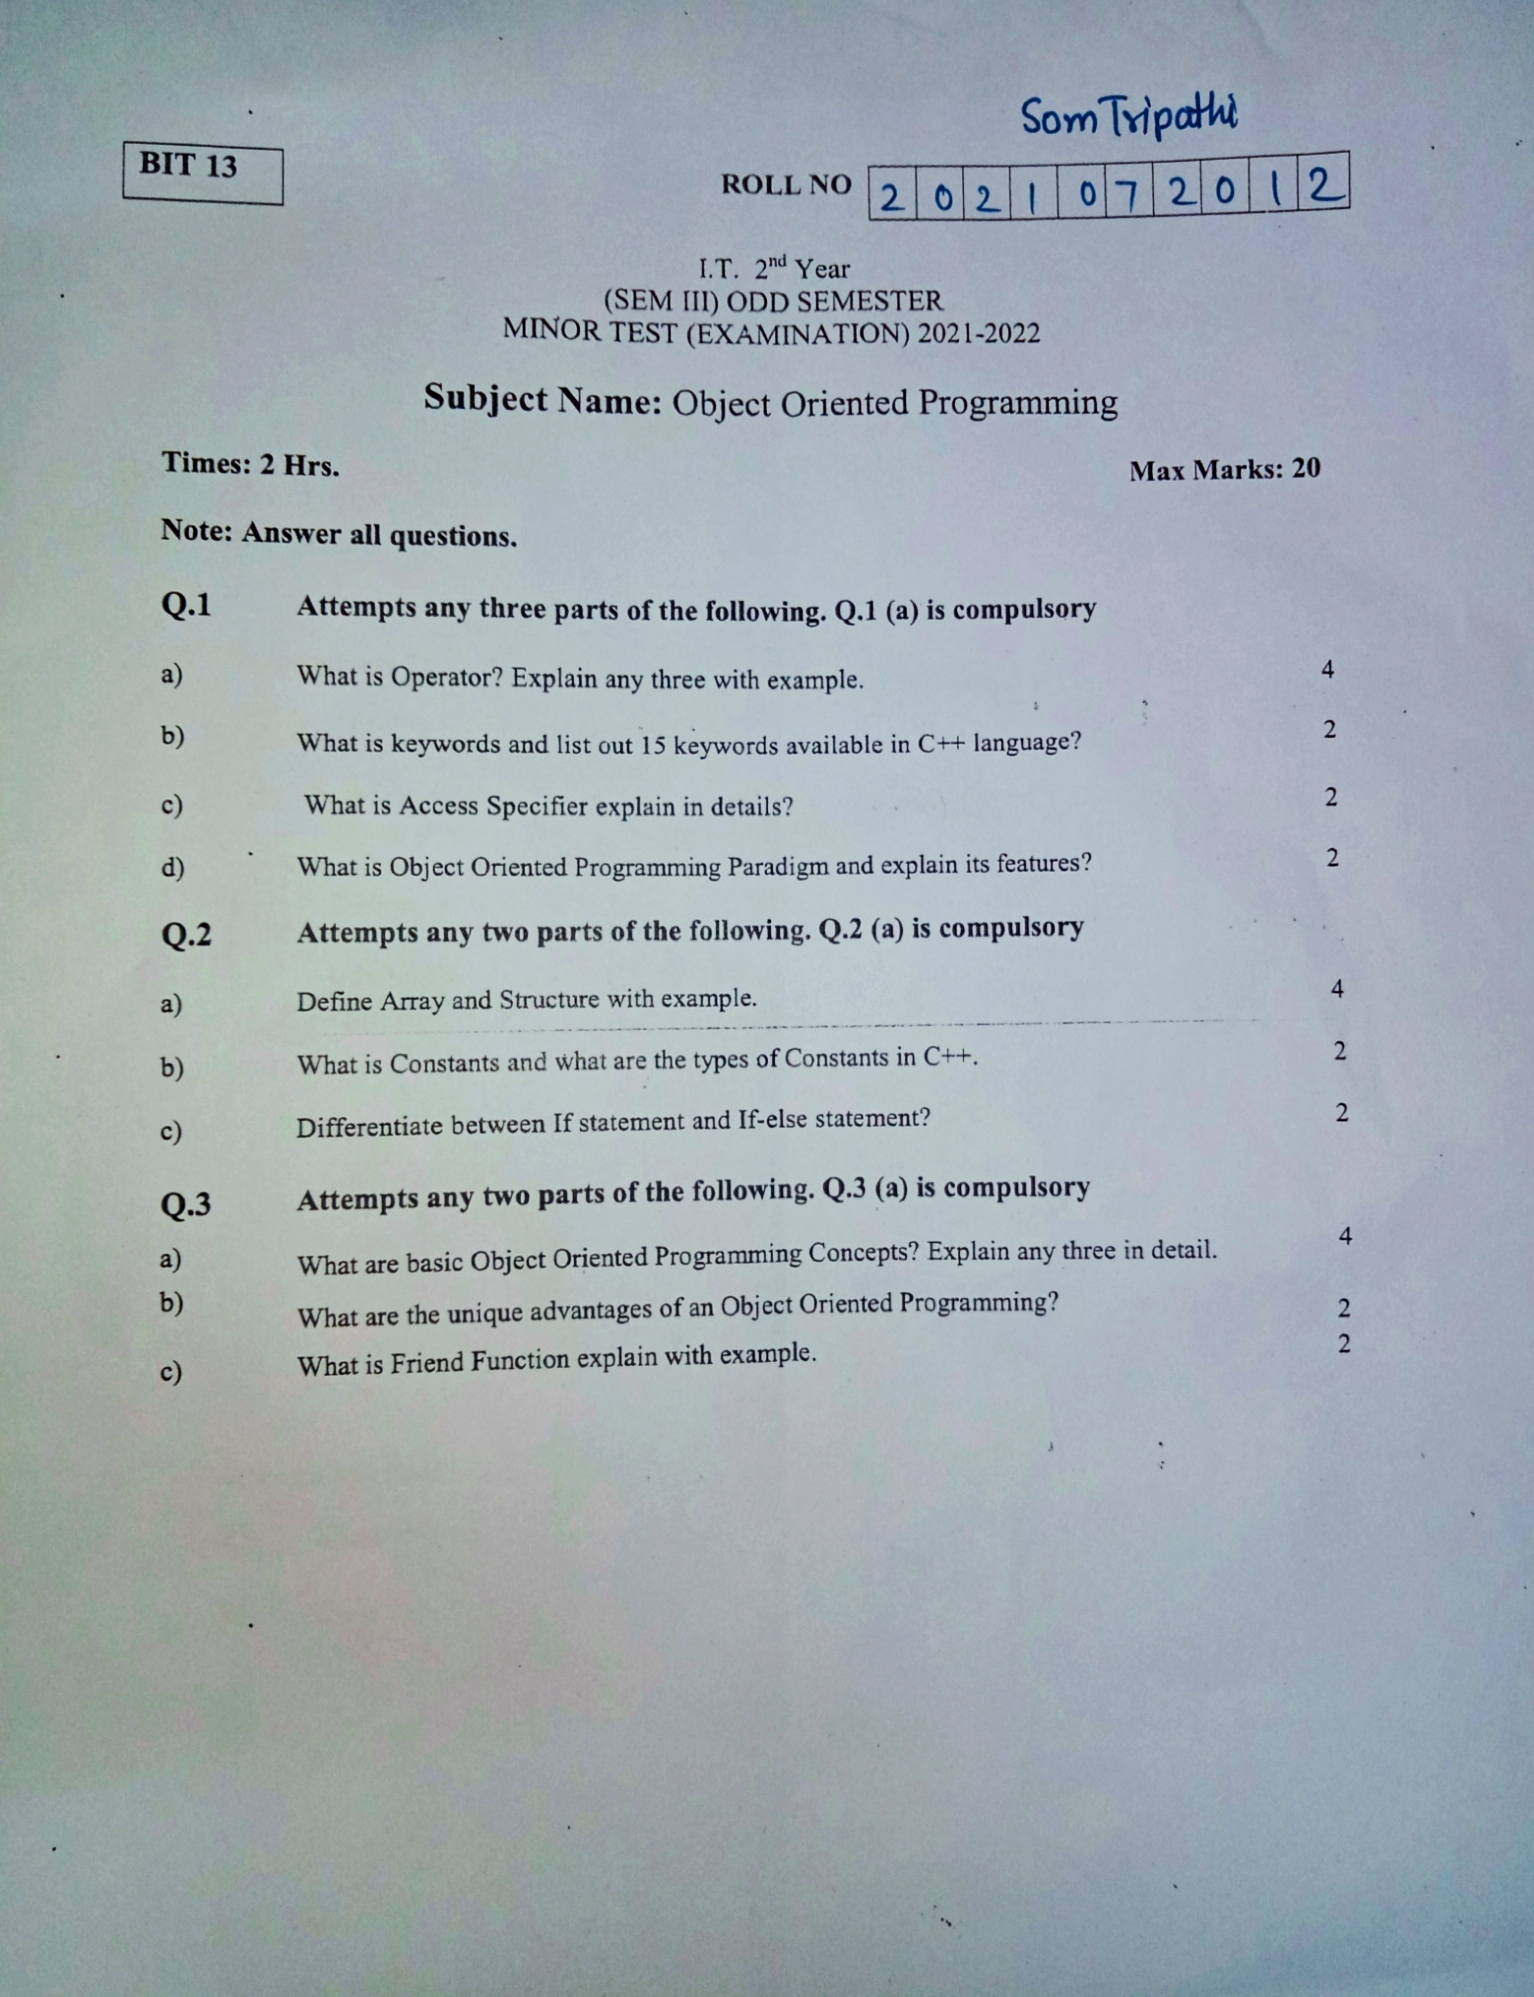 Som Tripathi
BIT 13
ROLL NO 2 0 2 1 0 7 2 0 1 2
I.T. 2nd Year
(SEM III) ODD SEMESTER
MINOR TEST (EXAMINATION) 2021-2022
Subject Name: Object Oriented Programming
Times: 2 Hrs. Max Marks: 20
Note: Answer all questions.
Q.1 Attempts any three parts of the following. Q.1 (a) is compulsory
a) What is Operator? Explain any three with example. 4
b) What is keywords and list out 15 keywords available in C++ language? 2
c) What is Access Specifier explain in details? 2
d) What is Object Oriented Programming Paradigm and explain its features? 2
Q.2 Attempts any two parts of the following. Q.2 (a) is compulsory
a) Define Array and Structure with example. 4
b) What is Constants and what are the types of Constants in C++. 2
c) Differentiate between If statement and If-else statement? 2
Q.3 Attempts any two parts of the following. Q.3 (a) is compulsory
a) What are basic Object Oriented Programming Concepts? Explain any three in detail. 4
b) What are the unique advantages of an Object Oriented Programming? 2
c) What is Friend Function explain with example. 2